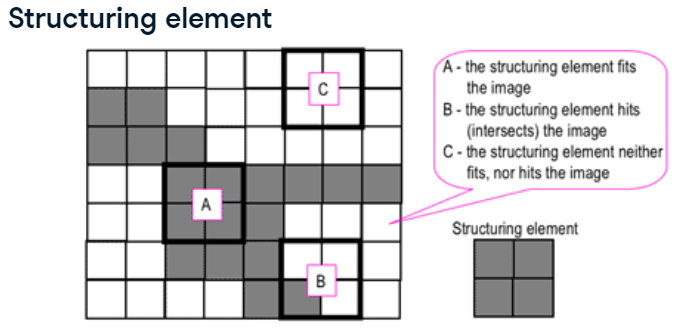 Structuring element
C
A
B
A - the structuring element fits
the image
B - the structuring element hits
(intersects) the image
C - the structuring element neither
fits, nor hits the image
Structuring element